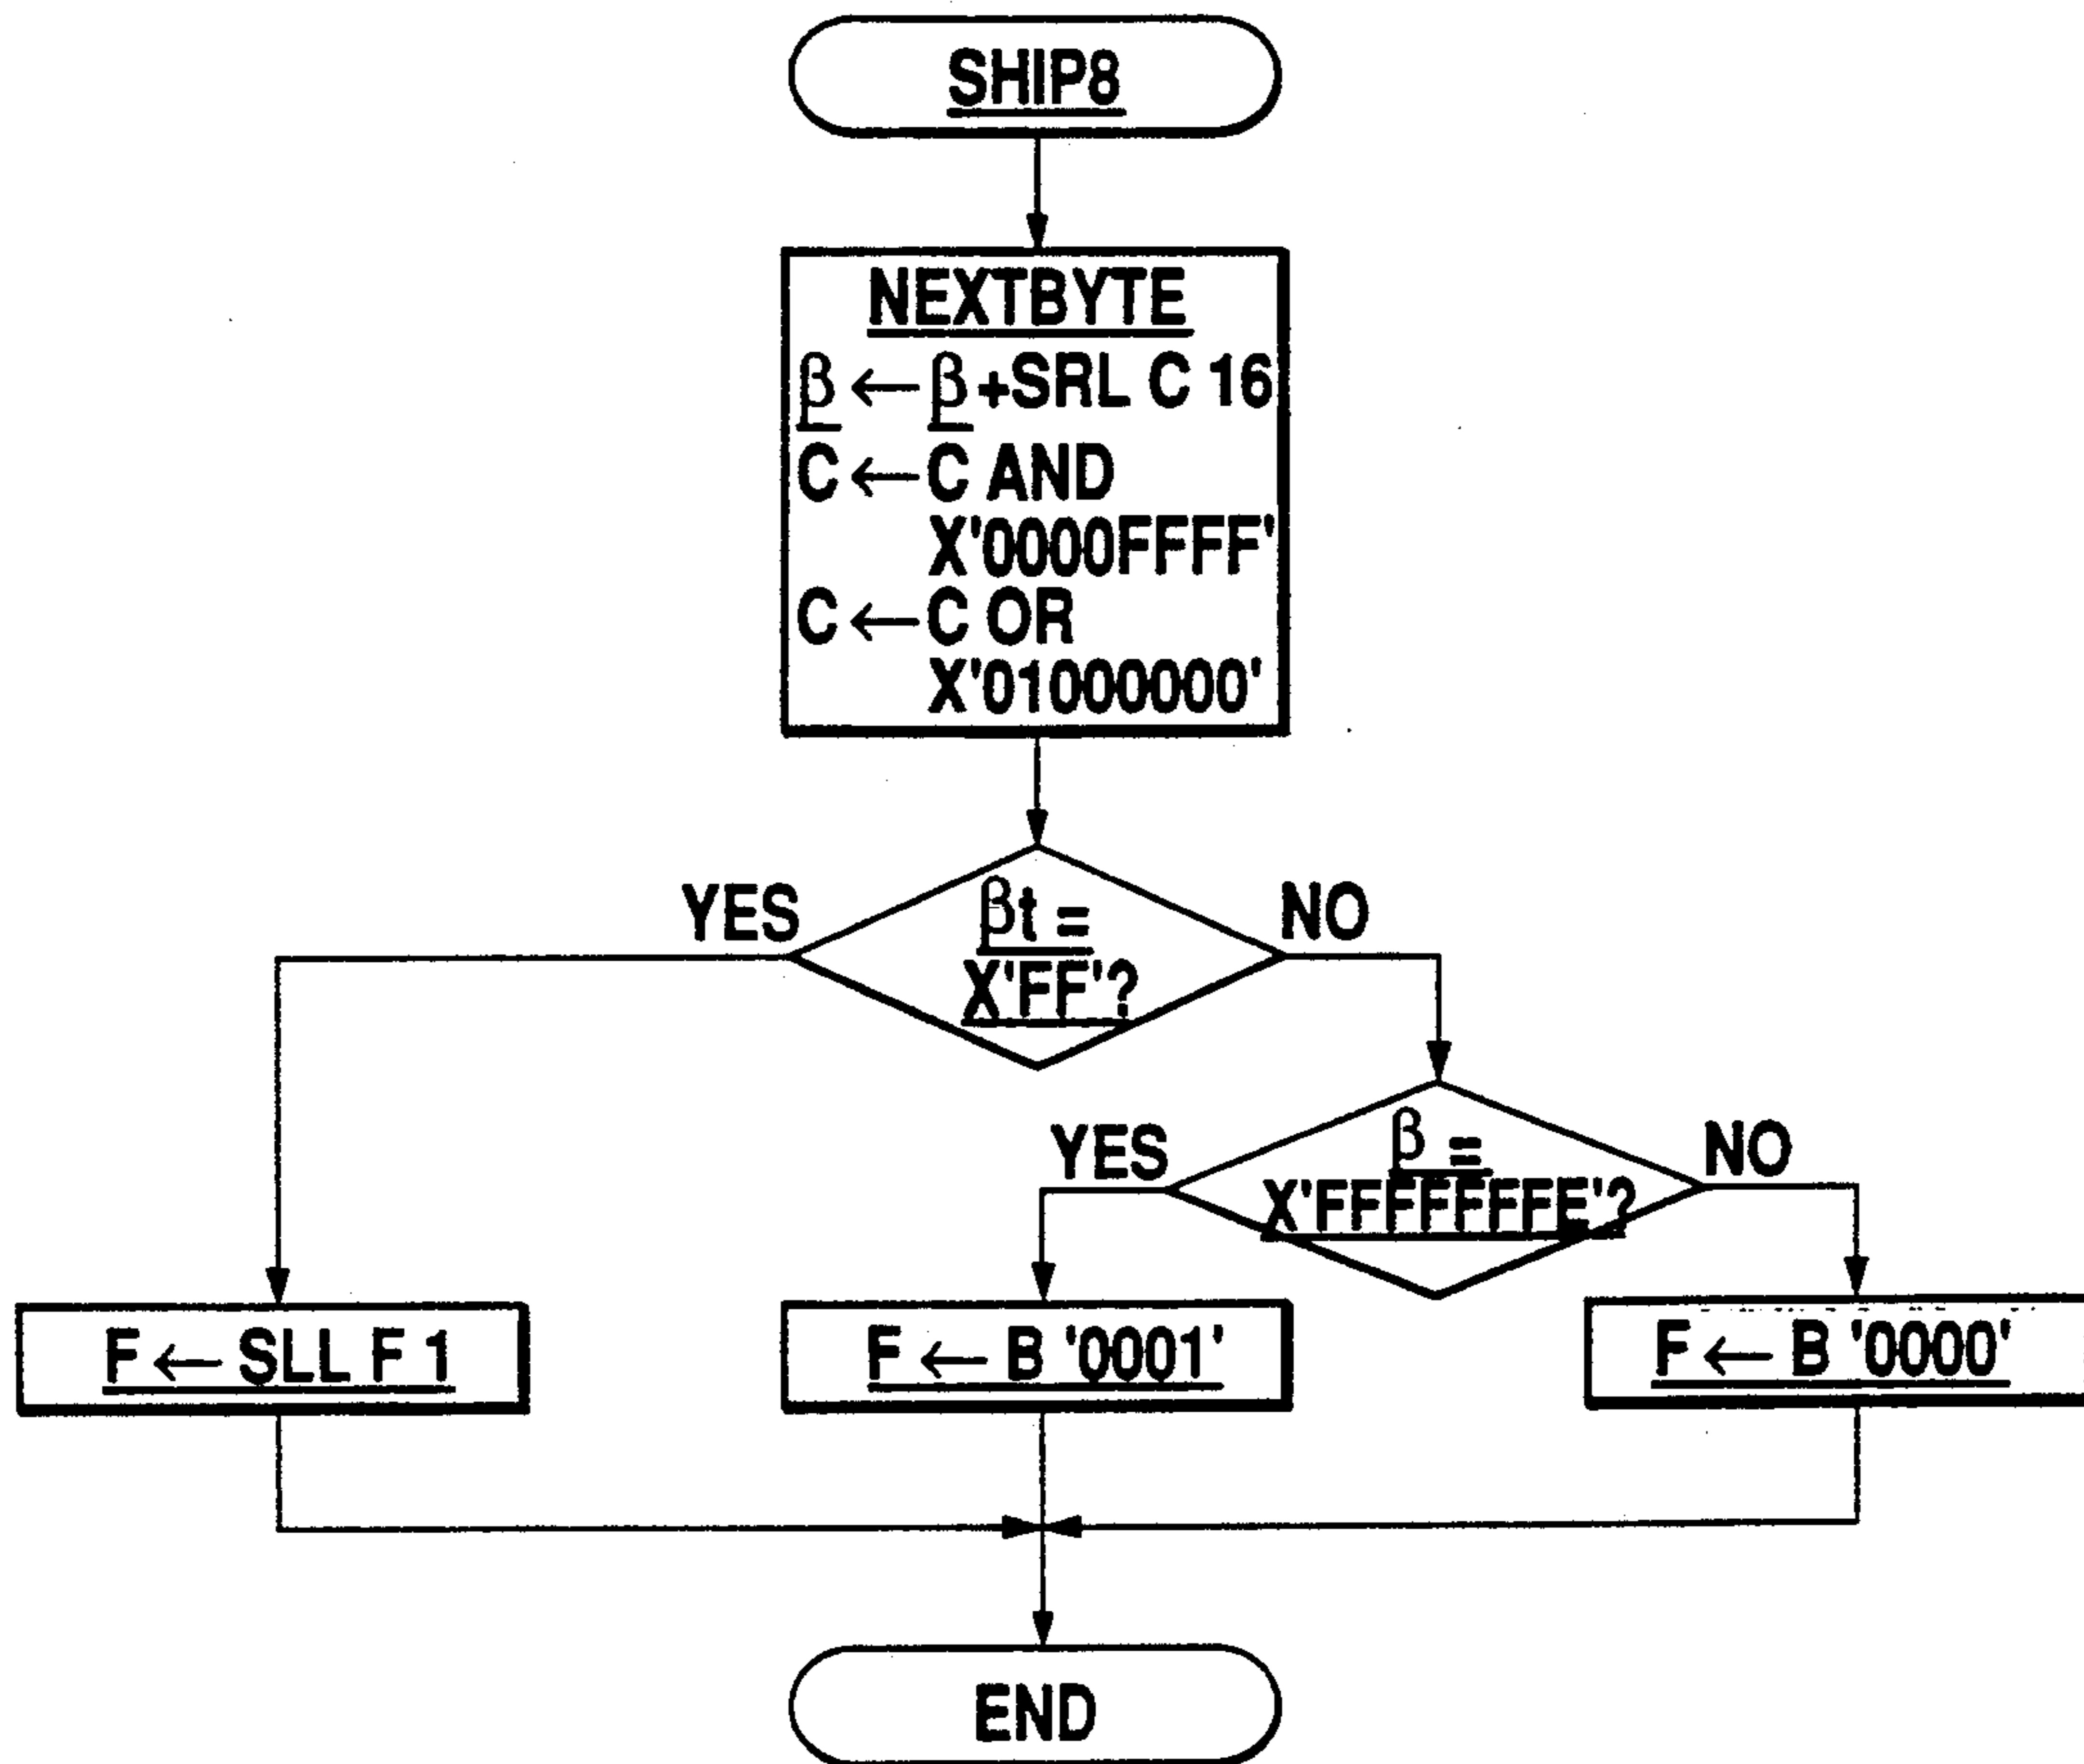 SHIP8
NEXTBYTE
β ← β+SRL C 16
C ← C AND
X'0000FFFF'
C ← C OR
X'01000000'
YES
βt =
X'FF'?
NO
YES
β =
X'FFFFFFFE'?
NO
F ← SLL F 1
F ← B '0001'
F ← B '0000'
END